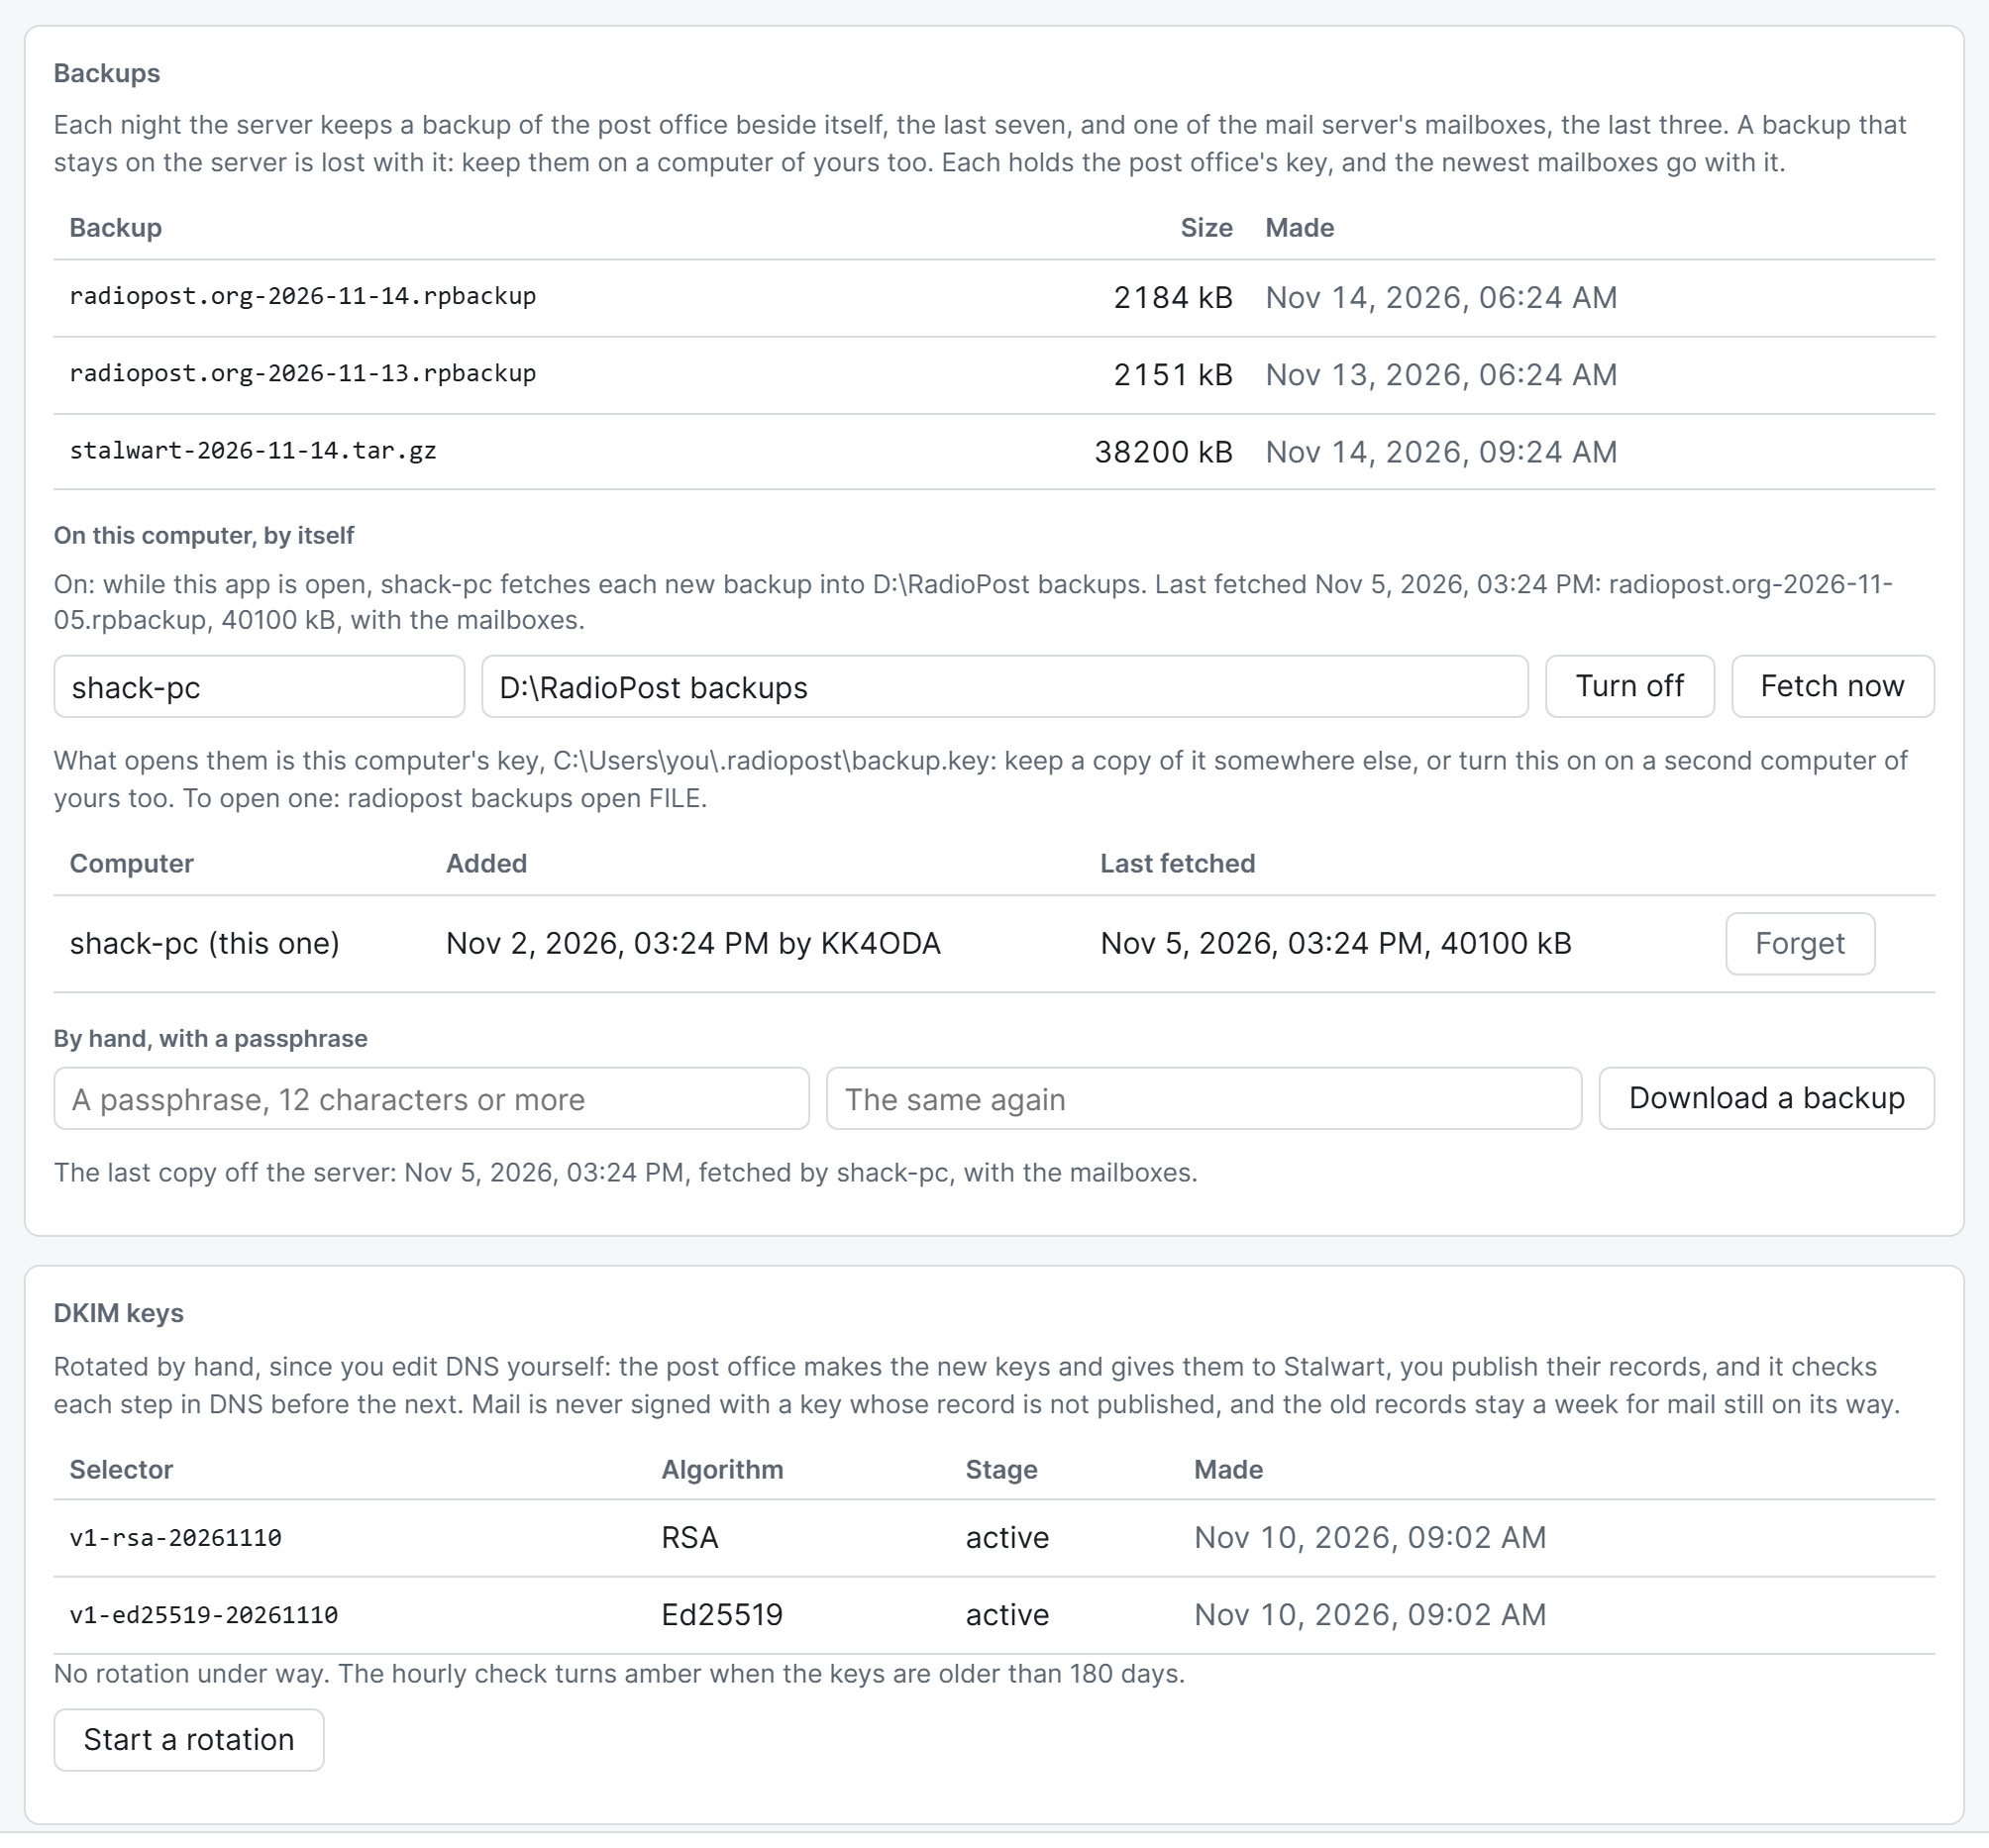 Backups
Each night the server keeps a backup of the post office beside itself, the last seven, and one of the mail server's mailboxes, the last three. A backup that
stays on the server is lost with it: keep them on a computer of yours too. Each holds the post office's key, and the newest mailboxes go with it.
Backup Size Made
radiopost.org-2026-11-14.rpbackup 2184 kB Nov 14, 2026, 06:24 AM
radiopost.org-2026-11-13.rpbackup 2151 kB Nov 13, 2026, 06:24 AM
stalwart-2026-11-14.tar.gz 38200 kB Nov 14, 2026, 09:24 AM
On this computer, by itself
On: while this app is open, shack-pc fetches each new backup into D:\RadioPost backups. Last fetched Nov 5, 2026, 03:24 PM: radiopost.org-2026-11-
05.rpbackup, 40100 kB, with the mailboxes.
shack-pc D:\RadioPost backups Turn off Fetch now
What opens them is this computer's key, C:\Users\you\.radiopost\backup.key: keep a copy of it somewhere else, or turn this on on a second computer of
yours too. To open one: radiopost backups open FILE.
Computer Added Last fetched
shack-pc (this one) Nov 2, 2026, 03:24 PM by KK4ODA Nov 5, 2026, 03:24 PM, 40100 kB Forget
By hand, with a passphrase
A passphrase, 12 characters or more The same again Download a backup
The last copy off the server: Nov 5, 2026, 03:24 PM, fetched by shack-pc, with the mailboxes.
DKIM keys
Rotated by hand, since you edit DNS yourself: the post office makes the new keys and gives them to Stalwart, you publish their records, and it checks
each step in DNS before the next. Mail is never signed with a key whose record is not published, and the old records stay a week for mail still on its way.
Selector Algorithm Stage Made
v1-rsa-20261110 RSA active Nov 10, 2026, 09:02 AM
v1-ed25519-20261110 Ed25519 active Nov 10, 2026, 09:02 AM
No rotation under way. The hourly check turns amber when the keys are older than 180 days.
Start a rotation